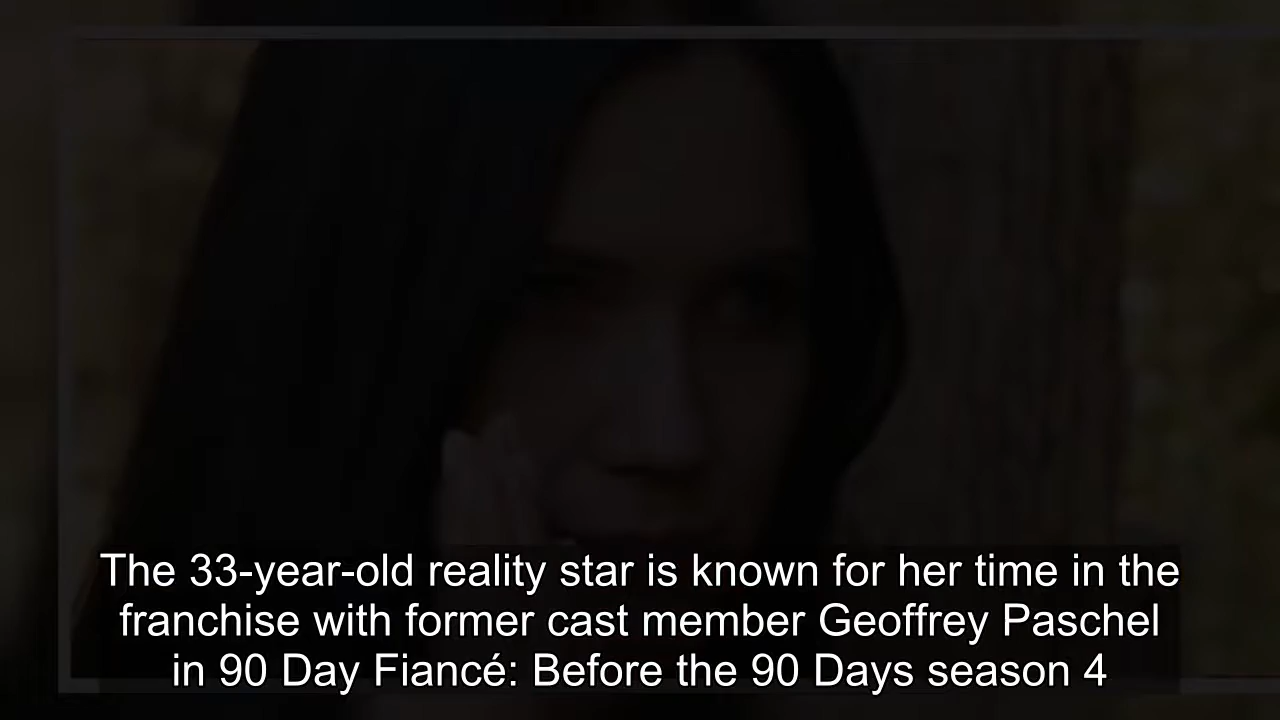 The 33-year-old reality star is known for her time in the
franchise with former cast member Geoffrey Paschel
in 90 Day Fiancé: Before the 90 Days season 4